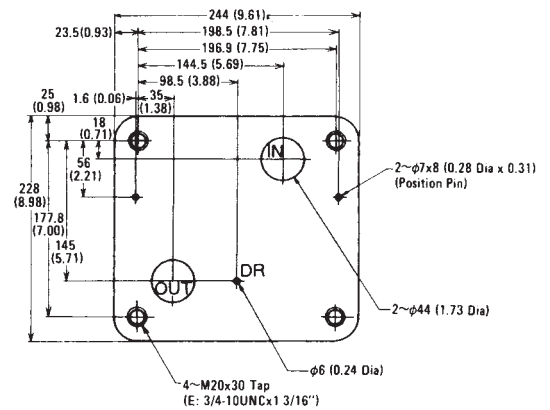 244 (9.61)
23.5(0.93)
198.5 (7.81)
196.9 (7.75)
144.5 (5.69)
98.5 (3.88)
1.6 (0.06)
35
(1.38)
25
(0.98)
18
(0.71)
IN
56
(2.21)
2~φ7x8 (0.28 Dia x 0.31)
(Position Pin)
228
(8.98)
177.8
(7.00)
145
(5.71)
DR
OUT
2~φ44 (1.73 Dia)
φ6 (0.24 Dia)
4~M20x30 Tap
(E: 3/4-10UNCx1 3/16")